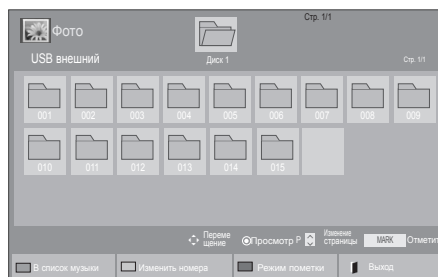 Стр. 1/1
Фото
USB внешний
Диск 1
Стр. 1/1
001 002 003 004 005 006 007 008 009
010 011 012 013 014 015
Переме
щение
Просмотр P
Изменение
страницы
MARK
Отметит
В список музыки
Изменить номера
Режим пометки
Выход